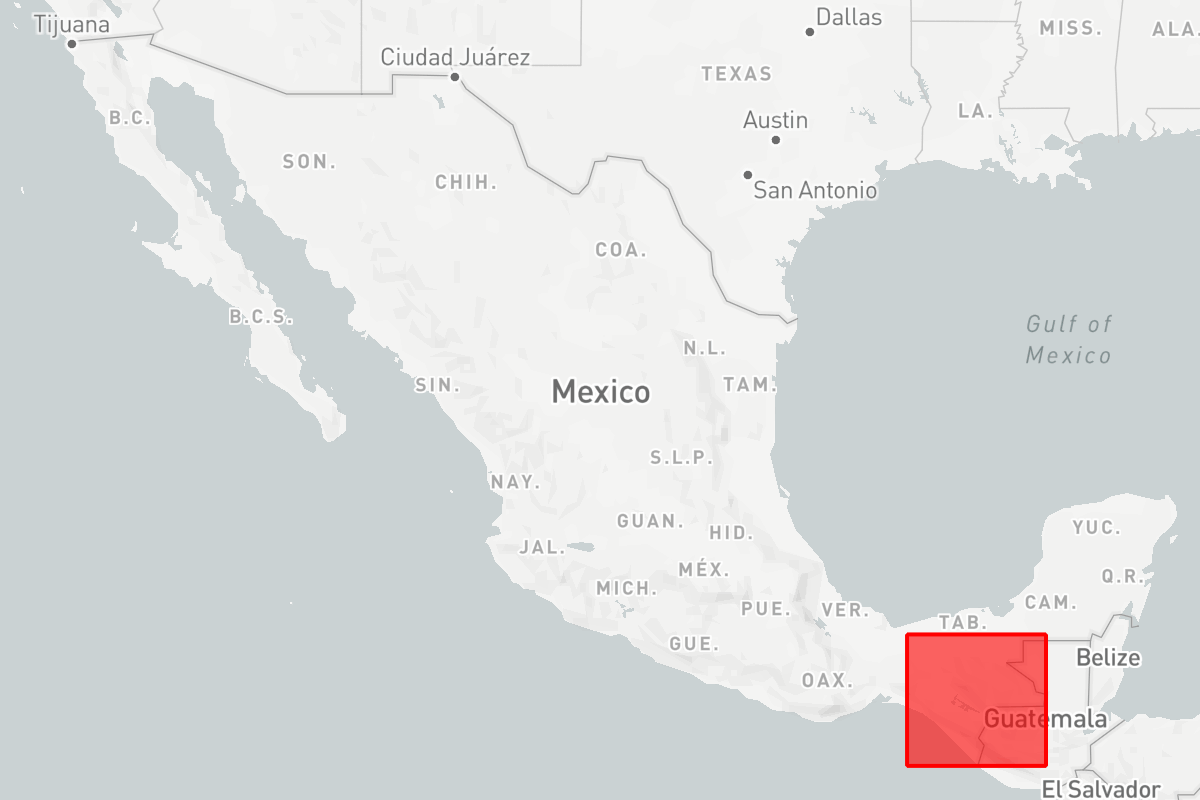 Tijuana
Dallas
MISS.
ALA.
Ciudad Juárez
TEXAS
B.C.
LA.
Austin
SON.
CHIH.
San Antonio
COA.
B.C.S.
Gulf of
Mexico
N.L.
SIN.
Mexico
TAM.
S.L.P.
NAY.
GUAN.
HID.
YUC.
JAL.
MÉX.
Q.R.
MICH.
PUE.
VER.
CAM.
TAB.
GUE.
Belize
OAX.
Guatemala
El Salvador